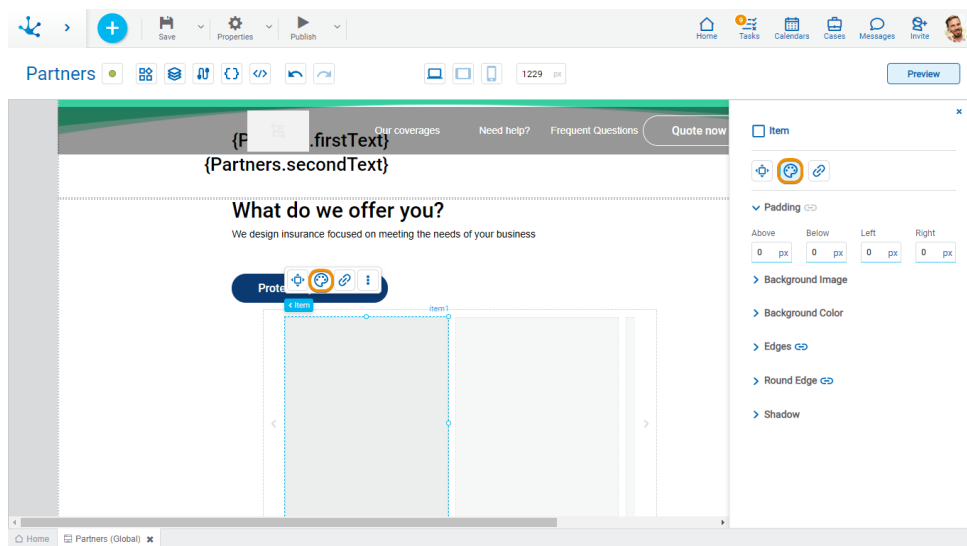 Save
Properties
Publish
Home
9
Tasks
Calendars
Cases
Messages
Invite
Partners
1229 px
Preview
Our coverages Need help? Frequent Questions Quote now
{P .firstText}
{Partners.secondText}
What do we offer you?
We design insurance focused on meeting the needs of your business
Prote
Item
item1
Item
Padding
Above Below Left Right
0 px 0 px 0 px 0 px
Background Image
Background Color
Edges
Round Edge
Shadow
Home
Partners (Global)